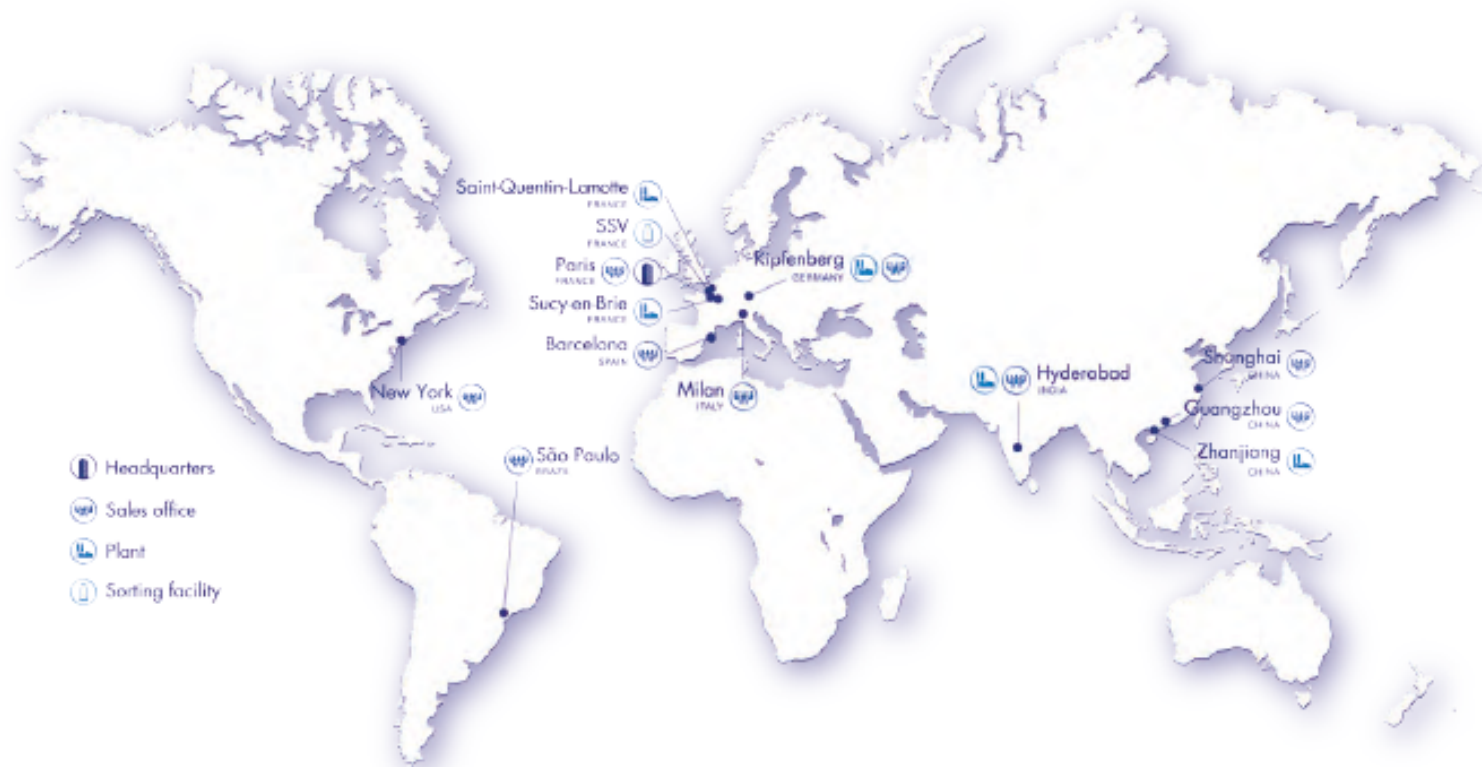 Saint-Quentin-Lamotte
FRANCE
SSV
FRANCE
Paris
FRANCE
Sucy-en-Brie
FRANCE
Barcelona
SPAIN
Kipfenberg
GERMANY
Milan
ITALY
New York
USA
São Paulo
BRAZIL
Hyderabad
INDIA
Shanghai
CHINA
Guangzhou
CHINA
Zhanjiang
CHINA
Headquarters
Sales office
Plant
Sorting facility